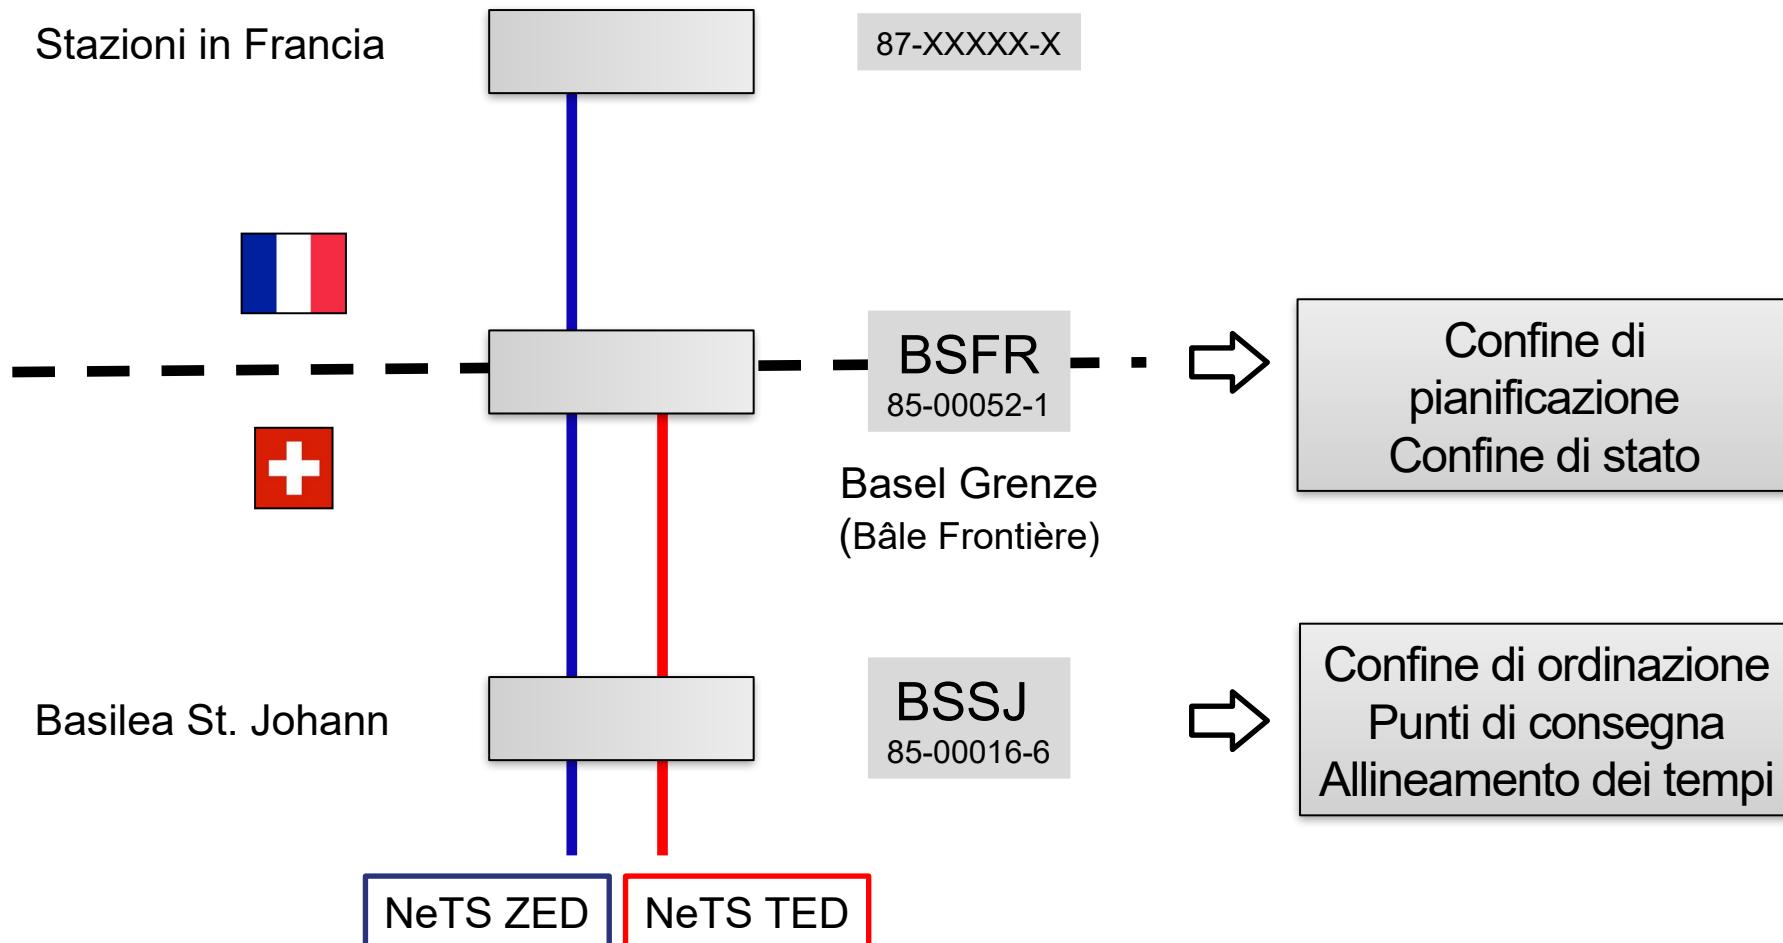 Stazioni in Francia
87-XXXXX-X
BSFR
85-00052-1
Basel Grenze
(Bâle Frontière)
Confine di
pianificazione
Confine di stato
Basilea St. Johann
BSSJ
85-00016-6
Confine di ordinazione
Punti di consegna
Allineamento dei tempi
NeTS ZED
NeTS TED